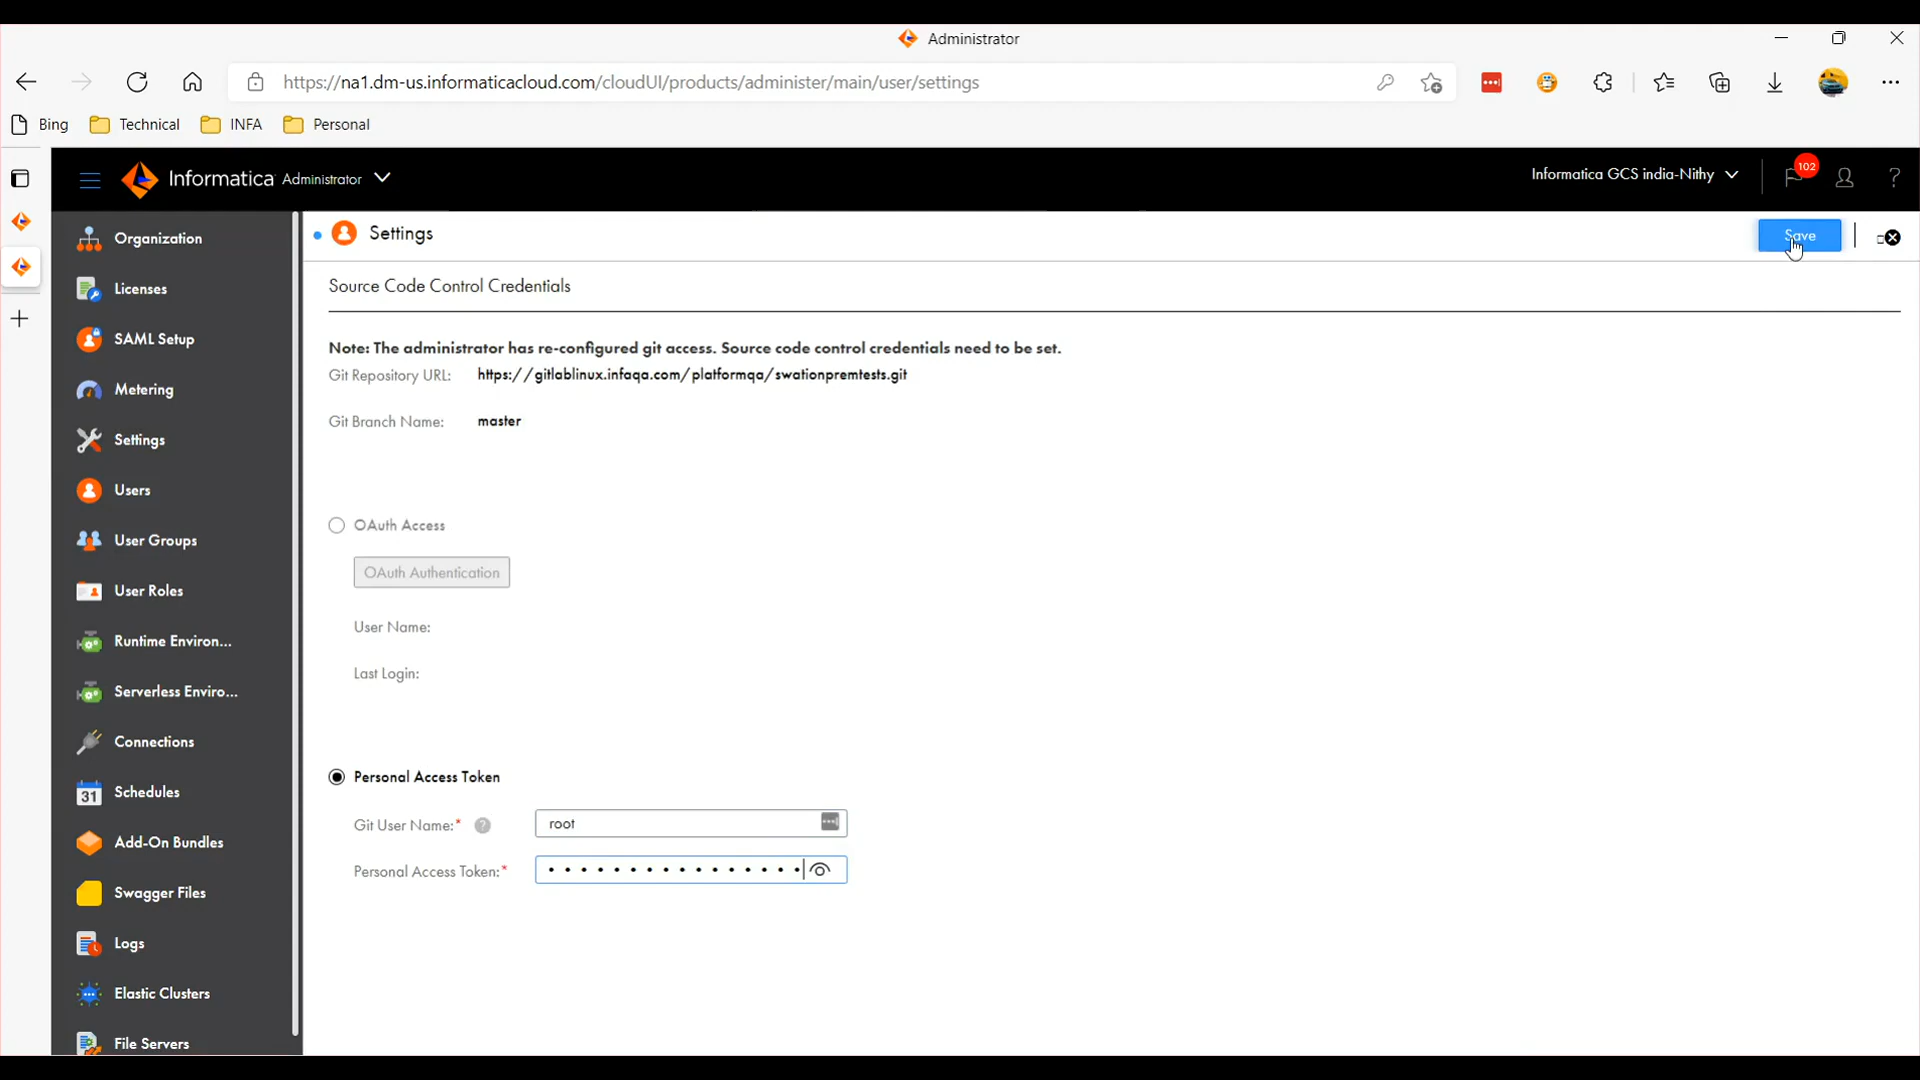 Administrator
https://na1.dm-us.informaticacloud.com/cloudUI/products/administer/main/user/settings
Bing Technical INFA Personal
Informatica Administrator Informatica GCS india-Nithy 102 ?
Organization
Licenses
SAML Setup
Metering
Settings
Users
User Groups
User Roles
Runtime Environ...
Serverless Enviro...
Connections
31 Schedules
Add-On Bundles
Swagger Files
Logs
Elastic Clusters
File Servers
Settings Save
Source Code Control Credentials
Note: The administrator has re-configured git access. Source code control credentials need to be set.
Git Repository URL: https://gitlablinux.infaqa.com/platformqa/swationpremtests.git
Git Branch Name: master
OAuth Access
OAuth Authentication
User Name:
Last Login:
Personal Access Token
Git User Name:* ? root
Personal Access Token:* ••••••••••••••••